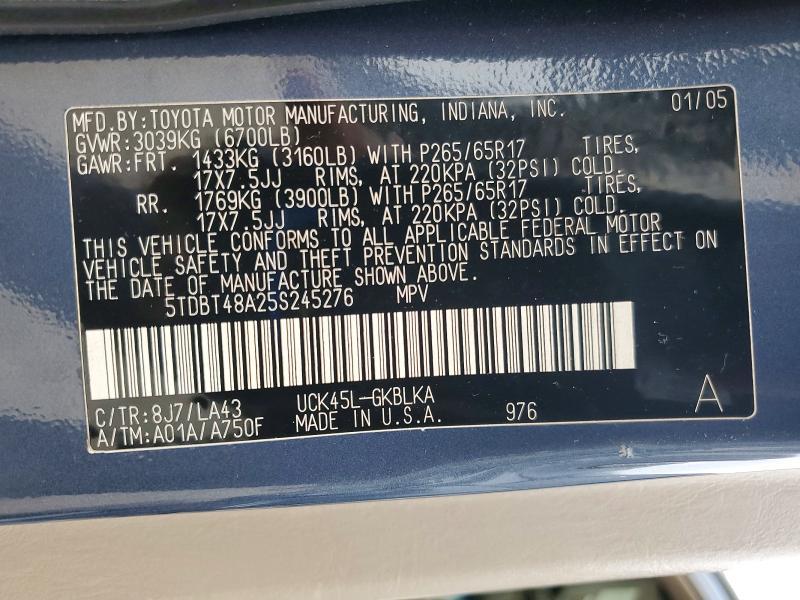 MFD.BY:TOYOTA MOTOR MANUFACTURING, INDIANA, INC. 01/05
GVWR:3039KG (6700LB)
GAWR:FRT. 1433KG (3160LB) WITH P265/65R17 TIRES,
17X7.5JJ RIMS, AT 220KPA (32PSI) COLD.
RR. 1769KG (3900LB) WITH P265/65R17 TIRES,
17X7.5JJ RIMS, AT 220KPA (32PSI) COLD.
THIS VEHICLE CONFORMS TO ALL APPLICABLE FEDERAL MOTOR
VEHICLE SAFETY AND THEFT PREVENTION STANDARDS IN EFFECT ON
THE DATE OF MANUFACTURE SHOWN ABOVE.
5TDBT48A25S245276 MPV
C/TR:8J7/LA43 UCK45L-GKBLKA
A/TM:A01A/A750F MADE IN U.S.A. 976 A